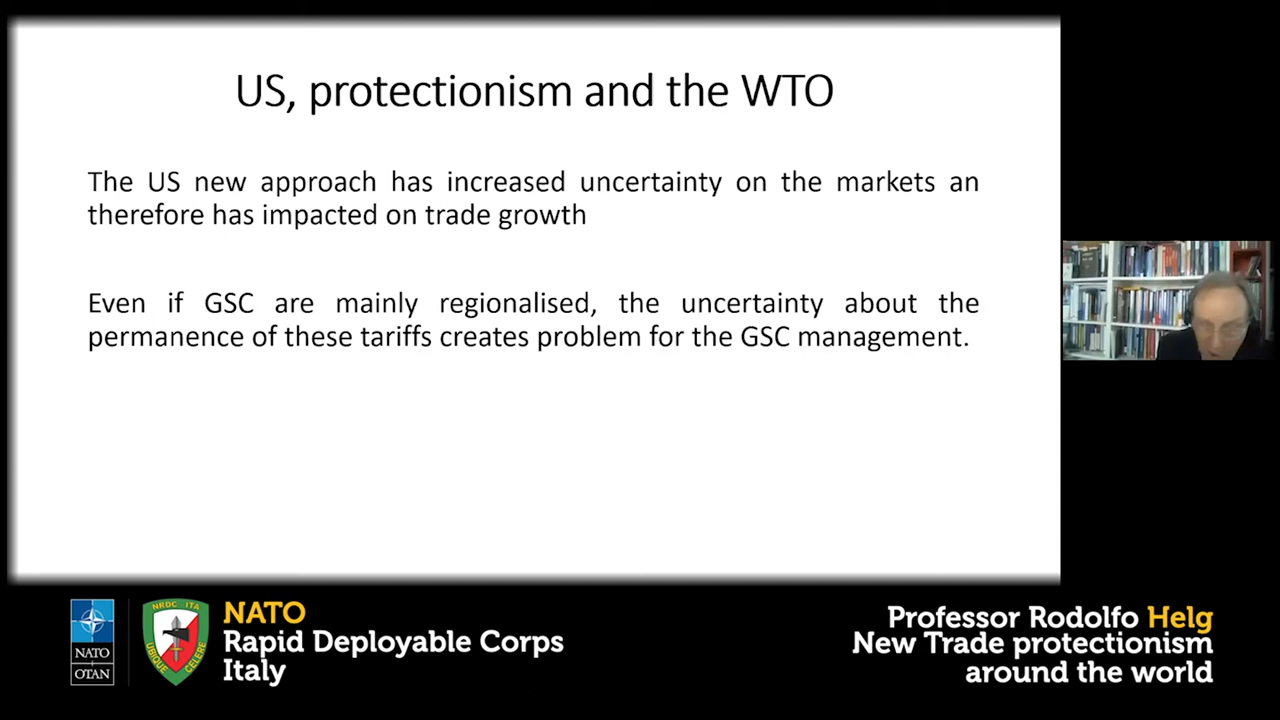 US, protectionism and the WTO
The US new approach has increased uncertainty on the markets an
therefore has impacted on trade growth
Even if GSC are mainly regionalised, the uncertainty about the
permanence of these tariffs creates problem for the GSC management.
NATO
OTAN
NRDC ITA
UBIQUE CELERE
NATO
Rapid Deployable Corps
Italy
Professor Rodolfo Helg
New Trade protectionism
around the world